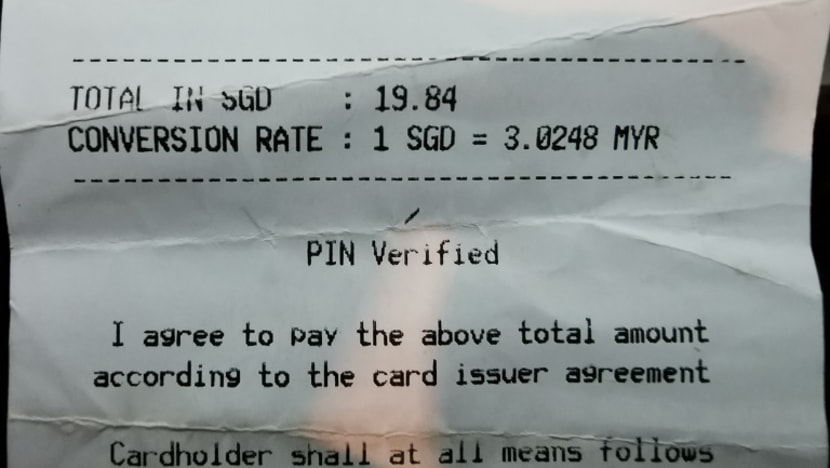 TOTAL IN SGD : 19.84
CONVERSION RATE : 1 SGD = 3.0248 MYR
PIN Verified
I agree to pay the above total amount
according to the card issuer agreement
Cardholder shall at all means follows